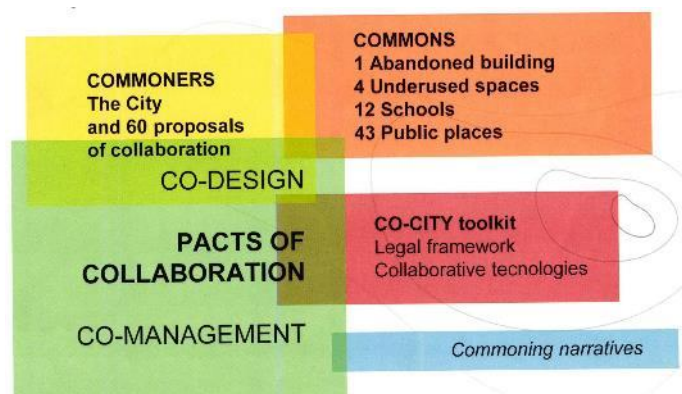 COMMONERS
The City
and 60 proposals
of collaboration
COMMONS
1 Abandoned building
4 Underused spaces
12 Schools
43 Public places
CO-DESIGN
PACTS OF
COLLABORATION
CO-MANAGEMENT
CO-CITY toolkit
Legal framework
Collaborative tecnologies
Commoning narratives